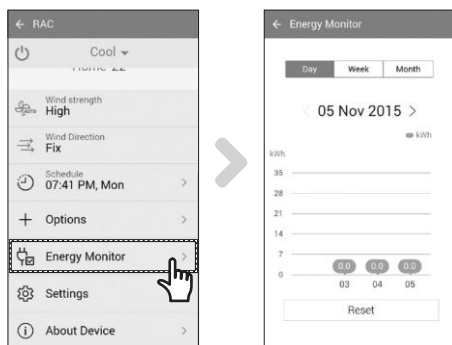 ← RAC
Cool
Wind strength
High
Wind Direction
Fix
Schedule
07:41 PM, Mon
Options
Energy Monitor
Settings
About Device
← Energy Monitor
Day Week Month
< 05 Nov 2015 >
kWh
kWh
35
28
21
14
7
0
0.0 0.0 0.0
03 04 05
Reset